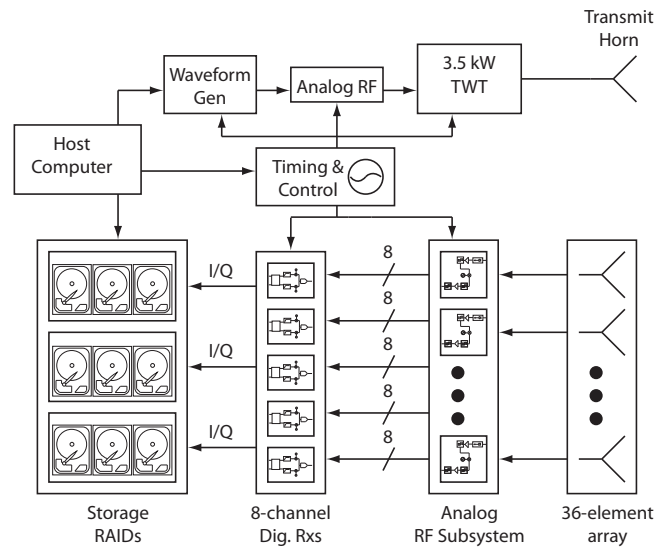 Transmit
Horn
Waveform
Gen
Analog RF
3.5 kW
TWT
Host
Computer
Timing &
Control
I/Q
I/Q
I/Q
8
8
8
8
8
Storage
RAIDs
8-channel
Dig. Rxs
Analog
RF Subsystem
36-element
array